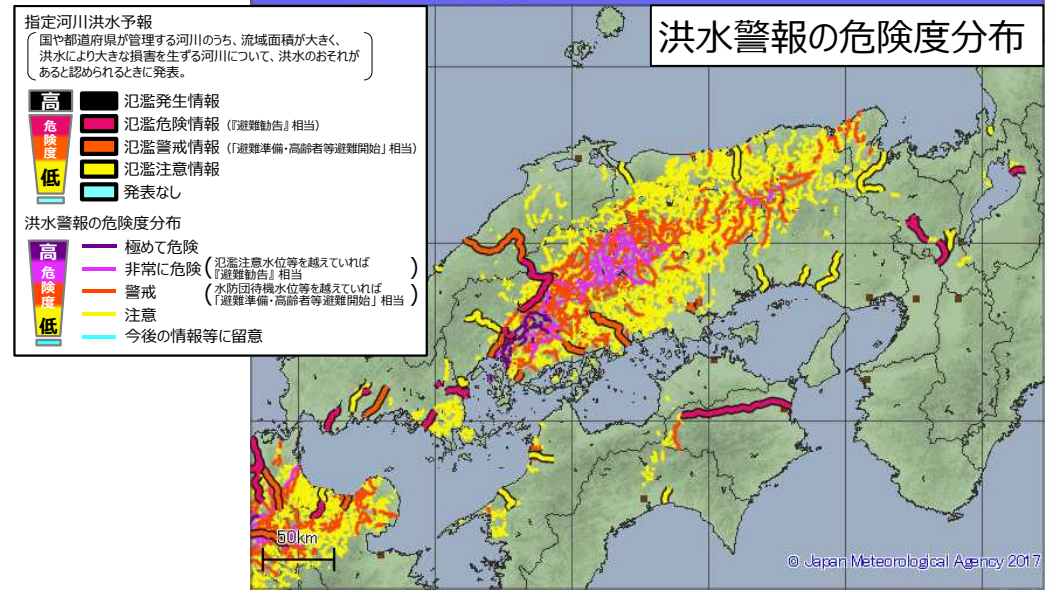 洪水警報の危険度分布
指定河川洪水予報
国や都道府県が管理する河川のうち、流域面積が大きく、
洪水により大きな損害を生ずる河川について、洪水のおそれが
あると認められるときに発表。
高
危険度
低
氾濫発生情報
氾濫危険情報（『避難勧告』相当）
氾濫警戒情報（「避難準備・高齢者等避難開始」相当）
氾濫注意情報
発表なし
洪水警報の危険度分布
高
危険度
低
極めて危険
非常に危険（氾濫注意水位等を越えていれば
『避難勧告』相当）
警戒（水防団待機水位等を越えていれば
「避難準備・高齢者等避難開始」相当）
注意
今後の情報等に留意
50km
© Japan Meteorological Agency 2017